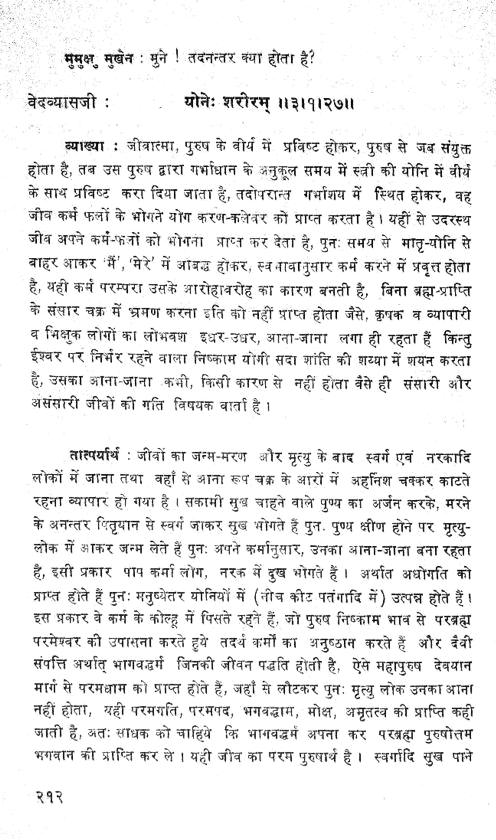 मुमुक्षु मुखेन : मुने ! तदनन्तर क्या होता है?
वेदव्यासजी : योनेः शरीरम् ॥३।१।२७॥
व्याख्या : जीवात्मा, पुरुष के वीर्य में प्रविष्ट होकर, पुरुष से जब संयुक्त
होता है, तब उस पुरुष द्वारा गर्भाधान के अनुकूल समय में स्त्री की योनि में वीर्य
के साथ प्रविष्ट करा दिया जाता है, तदोपरान्त गर्भाशय में स्थित होकर, वह
जीव कर्म फलों के भोगने योग करण-कलेवर को प्राप्त करता है । यहीं से उदरस्थ
जीव अपने कर्म-फलों को भोगना प्राप्त कर देता है, पुनः समय से मातृ-योनि से
बाहर आकर 'मैं', 'मेरे' में आबद्ध होकर, स्वभावानुसार कर्म करने में प्रवृत्त होता
है, यही कर्म परम्परा उसके आरोहावरोह का कारण बनती है, बिना ब्रह्म-प्राप्ति
के संसार चक्र में भ्रमण करना इति को नहीं प्राप्त होता जैसे, कृषक व व्यापारी
व भिक्षुक लोगों का लोभवश इधर-उधर, आना-जाना लगा ही रहता है किन्तु
ईश्वर पर निर्भर रहने वाला निष्काम योगी सदा शांति की शय्या में शयन करता
है, उसका आना-जाना कभी, किसी कारण से नहीं होता वैसे ही संसारी और
असंसारी जीवों की गति विषयक वार्ता है ।
तात्पर्यार्थ : जीवों का जन्म-मरण और मृत्यु के बाद स्वर्ग एवं नरकादि
लोकों में जाना तथा वहाँ से आना रूप चक्र के आरों में अहर्निश चक्कर काटते
रहना व्यापार हो गया है । सकामी सुख चाहने वाले पुण्य का अर्जन करके, मरने
के अनन्तर पितृयान से स्वर्ग जाकर सुख भोगते हैं पुनः पुण्य क्षीण होने पर मृत्यु-
लोक में आकर जन्म लेते हैं पुनः अपने कर्मानुसार, उनका आना-जाना बना रहता
है, इसी प्रकार पाप कर्मा लोग, नरक में दुख भोगते हैं । अर्थात अधोगति को
प्राप्त होते हैं पुनः मनुष्येतर योनियों में (नीच कीट पतंगादि में) उत्पन्न होते हैं ।
इस प्रकार वे कर्म के कोल्हू में पिसते रहते हैं, जो पुरुष निष्काम भाव से परब्रह्म
परमेश्वर की उपासना करते हुये तदर्थ कर्मों का अनुष्ठान करते हैं और दैवी
संपत्ति अर्थात् भागवद्धर्म जिनकी जीवन पद्धति होती है, ऐसे महापुरुष देवयान
मार्ग से परमधाम को प्राप्त होते हैं, जहाँ से लौटकर पुनः मृत्यु लोक उनका आना
नहीं होता, यही परमगति, परमपद, भगवद्धाम, मोक्ष, अमृतत्व की प्राप्ति कही
जाती है, अतः साधक को चाहिये कि भागवद्धर्म अपना कर परब्रह्म पुरुषोत्तम
भगवान की प्राप्ति कर ले । यही जीव का परम पुरुषार्थ है । स्वर्गादि सुख पाने
२१२